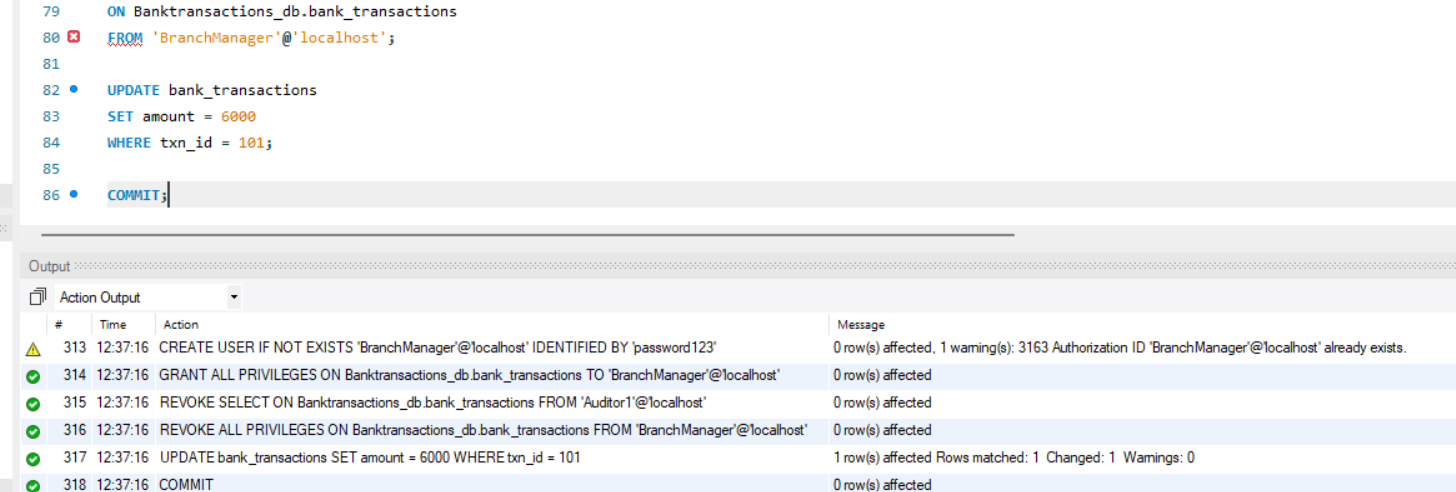 79 ON Banktransactions_db.bank_transactions
80 FROM 'BranchManager'@'localhost';
81
82 UPDATE bank_transactions
83 SET amount = 6000
84 WHERE txn_id = 101;
85
86 COMMIT;
Output
Action Output
# Time Action Message
313 12:37:16 CREATE USER IF NOT EXISTS 'BranchManager'@'localhost' IDENTIFIED BY 'password123' 0 row(s) affected, 1 warning(s): 3163 Authorization ID 'BranchManager'@'localhost' already exists.
314 12:37:16 GRANT ALL PRIVILEGES ON Banktransactions_db.bank_transactions TO 'BranchManager'@'localhost' 0 row(s) affected
315 12:37:16 REVOKE SELECT ON Banktransactions_db.bank_transactions FROM 'Auditor1'@'localhost' 0 row(s) affected
316 12:37:16 REVOKE ALL PRIVILEGES ON Banktransactions_db.bank_transactions FROM 'BranchManager'@'localhost' 0 row(s) affected
317 12:37:16 UPDATE bank_transactions SET amount = 6000 WHERE txn_id = 101 1 row(s) affected Rows matched: 1 Changed: 1 Warnings: 0
318 12:37:16 COMMIT 0 row(s) affected